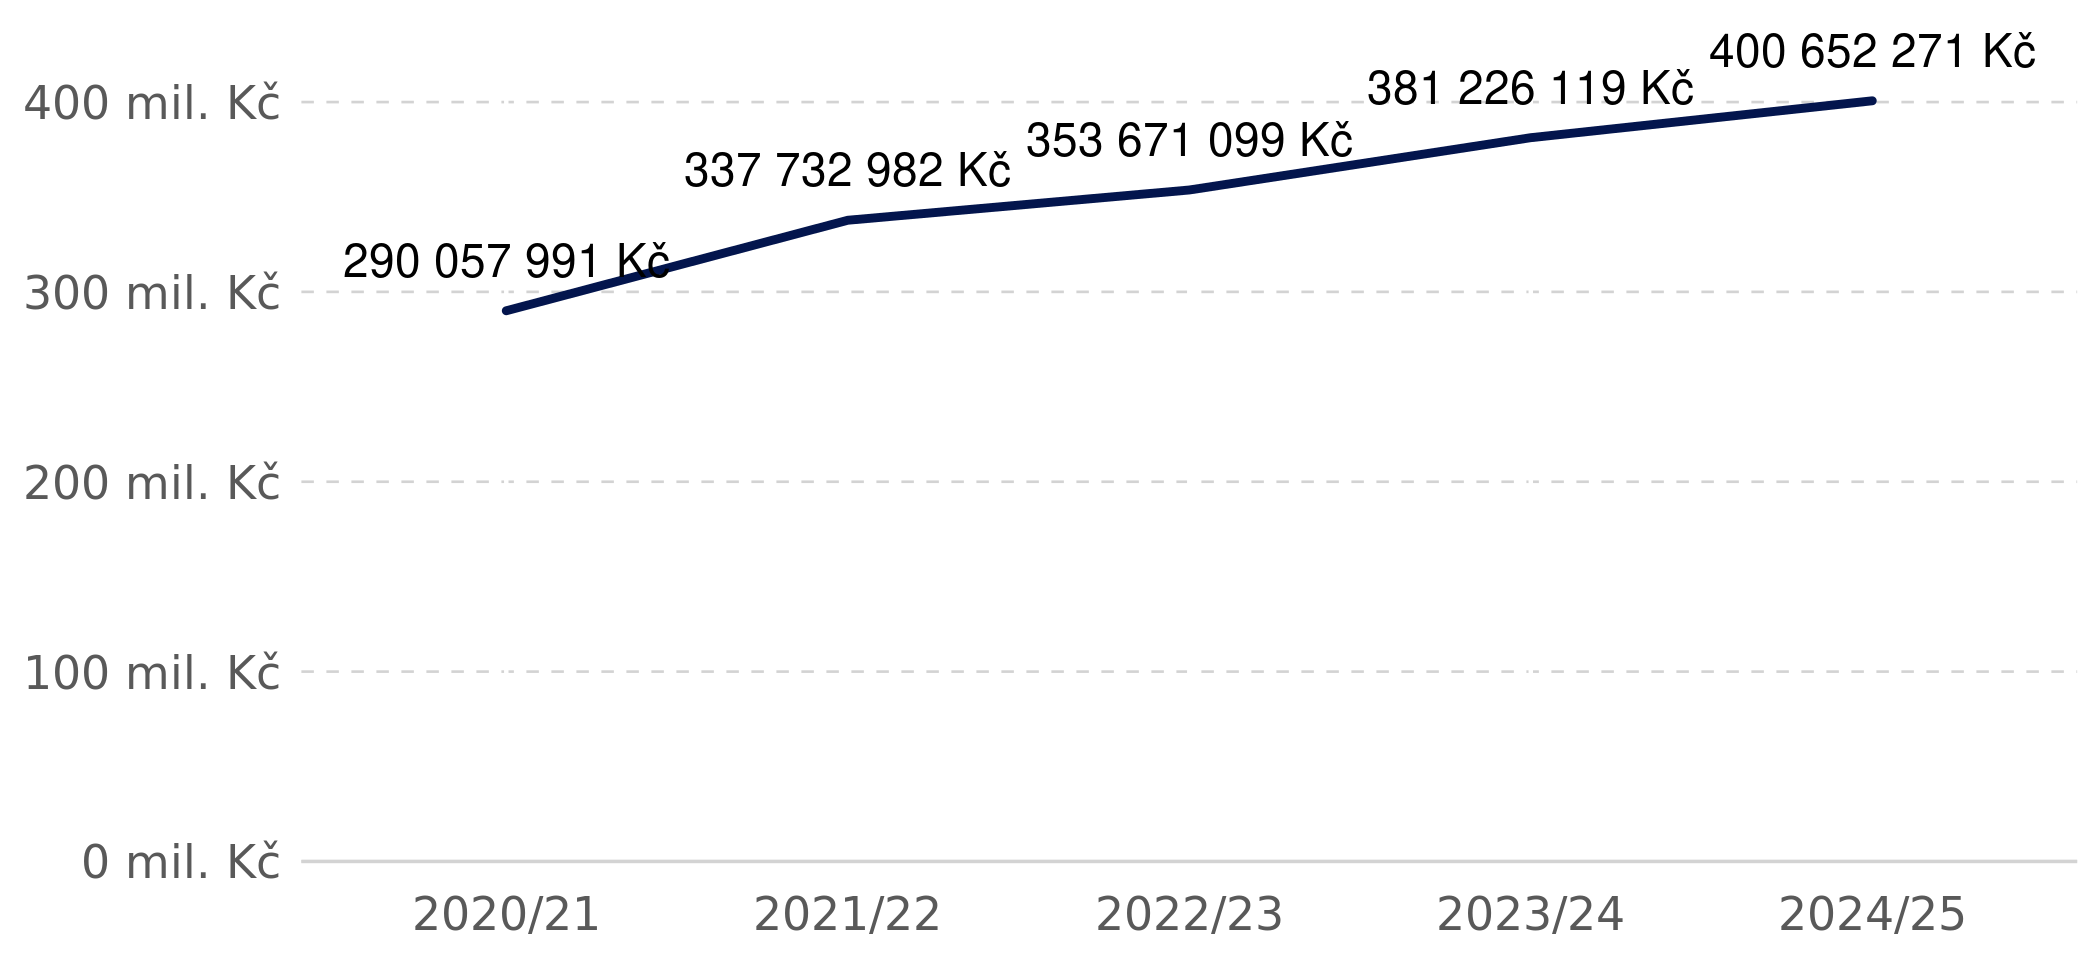 400 652 271 Kč
381 226 119 Kč
400 mil. Kč
353 671 099 Kč
337 732 982 Kč
290 057 991 Kč
300 mil. Kč
200 mil. Kč
100 mil. Kč
0 mil. Kč
2020/21 2021/22 2022/23 2023/24 2024/25